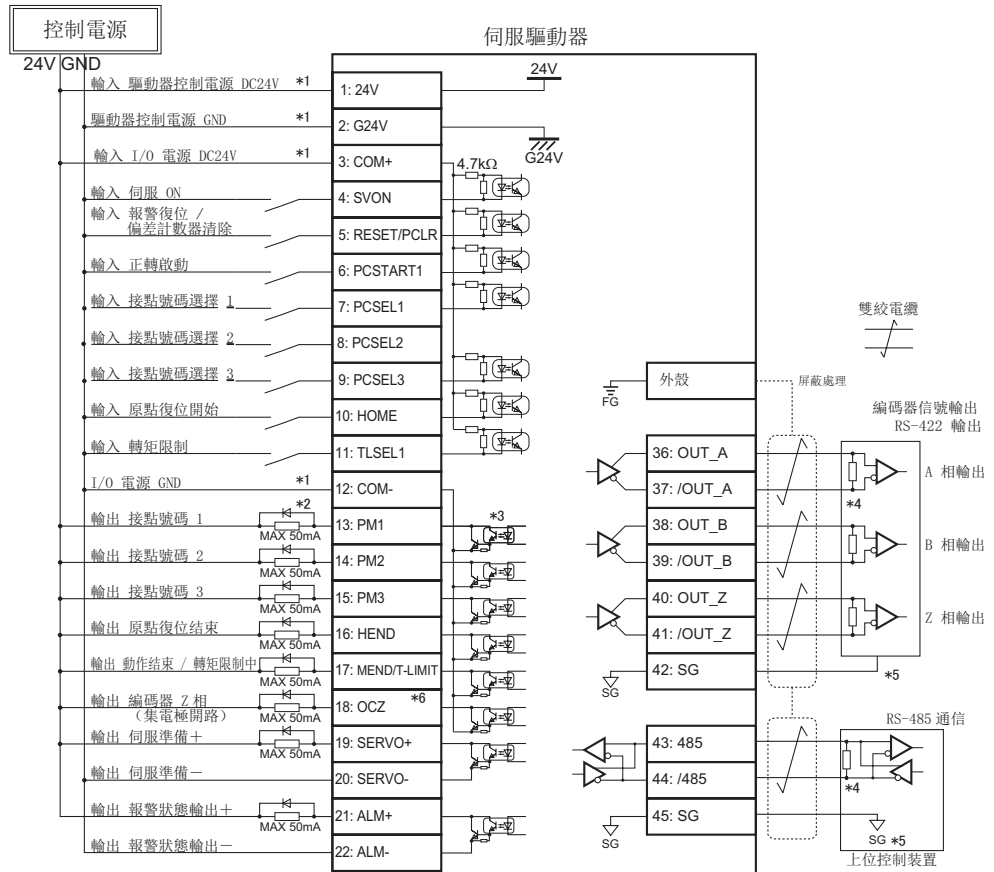 控制電源
24V GND
伺服驅動器
輸入 驅動器控制電源 DC24V *1
1: 24V
24V
驅動器控制電源 GND *1
2: G24V
G24V
輸入 I/O 電源 DC24V *1
3: COM+
4.7kΩ
輸入 伺服 ON
4: SVON
輸入 報警復位 /
偏差計數器清除
5: RESET/PCLR
輸入 正轉啟動
6: PCSTART1
輸入 接點號碼選擇 1
7: PCSEL1
輸入 接點號碼選擇 2
8: PCSEL2
輸入 接點號碼選擇 3
9: PCSEL3
輸入 原點復位開始
10: HOME
輸入 轉矩限制
11: TLSEL1
I/O 電源 GND *1
12: COM-
輸出 接點號碼 1
*2
MAX 50mA
13: PM1
*3
輸出 接點號碼 2
MAX 50mA
14: PM2
輸出 接點號碼 3
MAX 50mA
15: PM3
輸出 原點復位结束
MAX 50mA
16: HEND
輸出 動作结束 / 轉矩限制中
MAX 50mA
17: MEND/T-LIMIT
輸出 編碼器 Z 相
(集電極開路)
MAX 50mA
18: OCZ
*6
輸出 伺服準備＋
MAX 50mA
19: SERVO+
輸出 伺服準備－
20: SERVO-
輸出 報警狀態輸出＋
MAX 50mA
21: ALM+
輸出 報警狀態輸出－
22: ALM-
雙絞電纜
外殼
FG
屏蔽處理
編碼器信號輸出
RS-422 輸出
36: OUT_A
37: /OUT_A
*4
A 相輸出
38: OUT_B
39: /OUT_B
B 相輸出
40: OUT_Z
41: /OUT_Z
Z 相輸出
42: SG
SG
*5
RS-485 通信
43: 485
44: /485
*4
45: SG
SG
SG *5
上位控制裝置